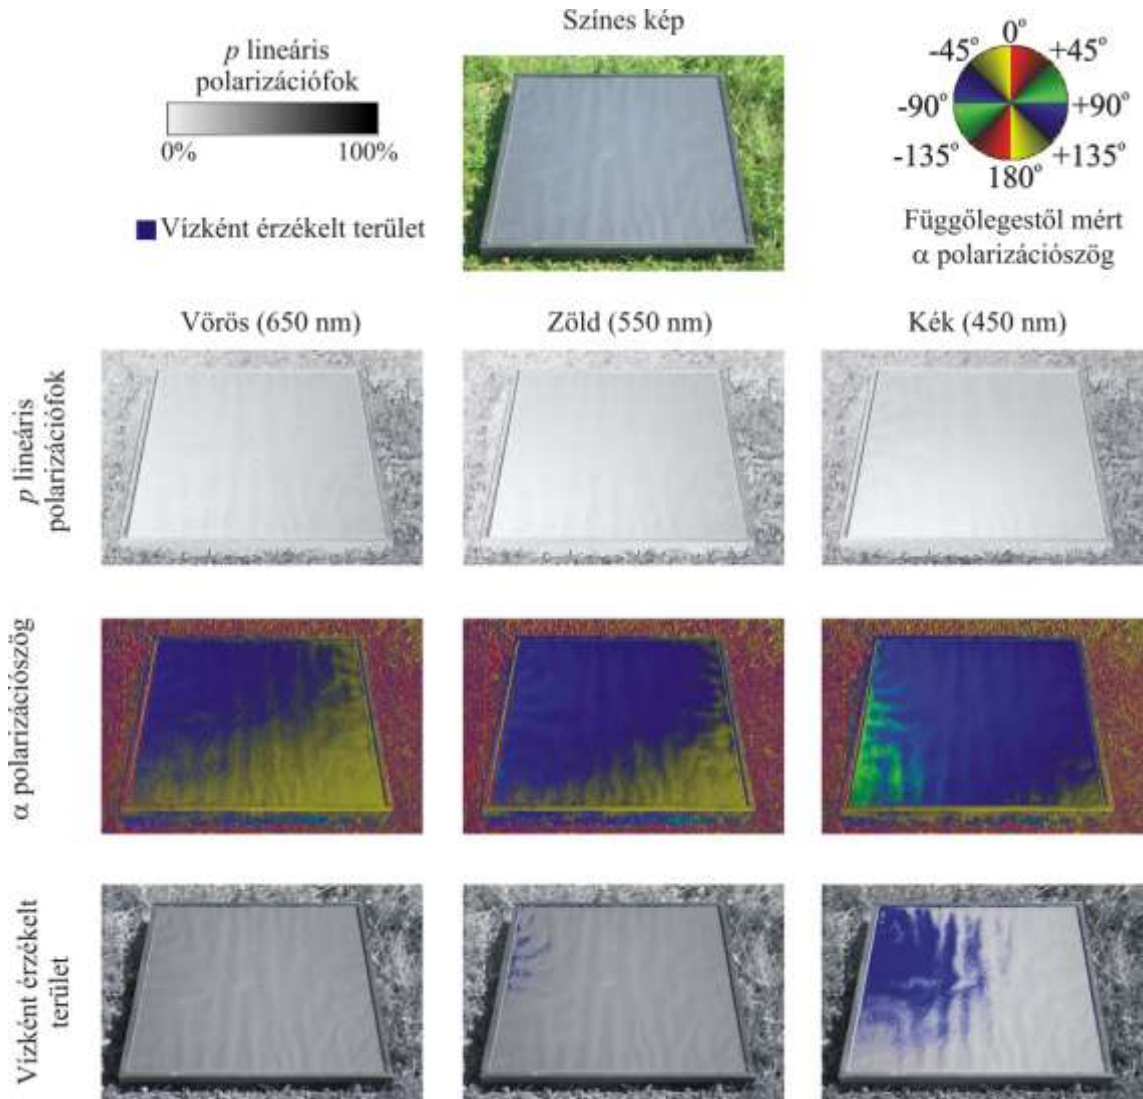 Színes kép
p lineáris
polarizációfok
0% 100%
Vízként érzékelt terület
0°
-45° +45°
-90° +90°
-135° +135°
180°
Függőlegestől mért
α polarizációszög
Vörös (650 nm)
Zöld (550 nm)
Kék (450 nm)
p lineáris
polarizációfok
α polarizációszög
Vízként érzékelt
terület